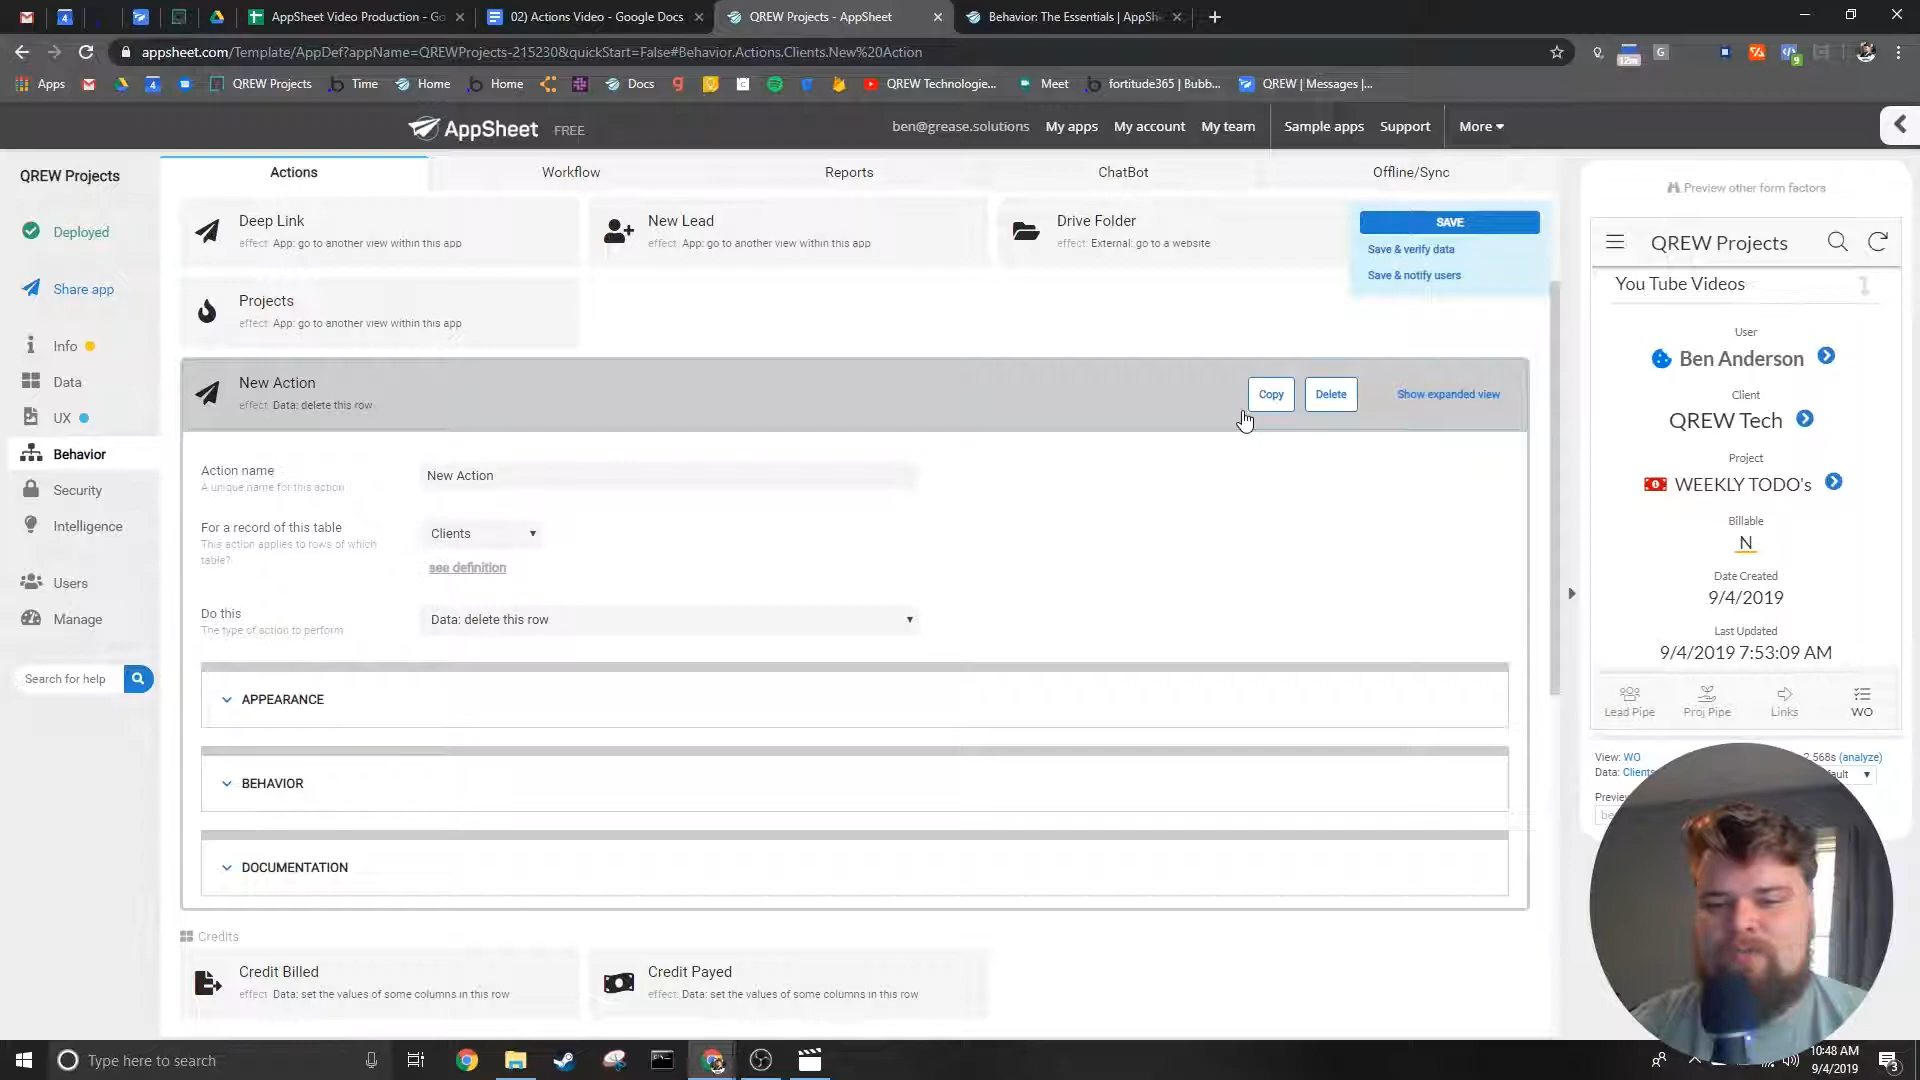 AppSheet Video Production - Go
02) Actions Video - Google Docs
QREW Projects - AppSheet
Behavior: The Essentials | AppSh
appsheet.com/Template/AppDef?appName=QREWProjects-215230&quickStart=False#Behavior.Actions.Clients.New%20Action
Apps
QREW Projects
Time
Home
Home
Docs
QREW Technologie...
Meet
fortitude365 | Bubb...
QREW | Messages |...
AppSheet FREE
ben@grease.solutions
My apps
My account
My team
Sample apps
Support
More
QREW Projects
Deployed
Share app
Info
Data
UX
Behavior
Security
Intelligence
Users
Manage
Search for help
Actions
Workflow
Reports
ChatBot
Offline/Sync
Deep Link
effect: App: go to another view within this app
New Lead
effect: App: go to another view within this app
Drive Folder
effect: External: go to a website
SAVE
Save & verify data
Save & notify users
Projects
effect: App: go to another view within this app
New Action
effect: Data: delete this row
Copy
Delete
Show expanded view
Action name
A unique name for this action
New Action
For a record of this table
This action applies to rows of which
table?
Clients
see definition
Do this
The type of action to perform
Data: delete this row
APPEARANCE
BEHAVIOR
DOCUMENTATION
Credits
Credit Billed
effect: Data: set the values of some columns in this row
Credit Payed
effect: Data: set the values of some columns in this row
Preview other form factors
QREW Projects
You Tube Videos
User
Ben Anderson
Client
QREW Tech
Project
WEEKLY TODO's
Billable
N
Date Created
9/4/2019
Last Updated
9/4/2019 7:53:09 AM
Lead Pipe
Proj Pipe
Links
WO
View: WO
2.568s (analyze)
Data: Clients
Type here to search
10:48 AM
9/4/2019